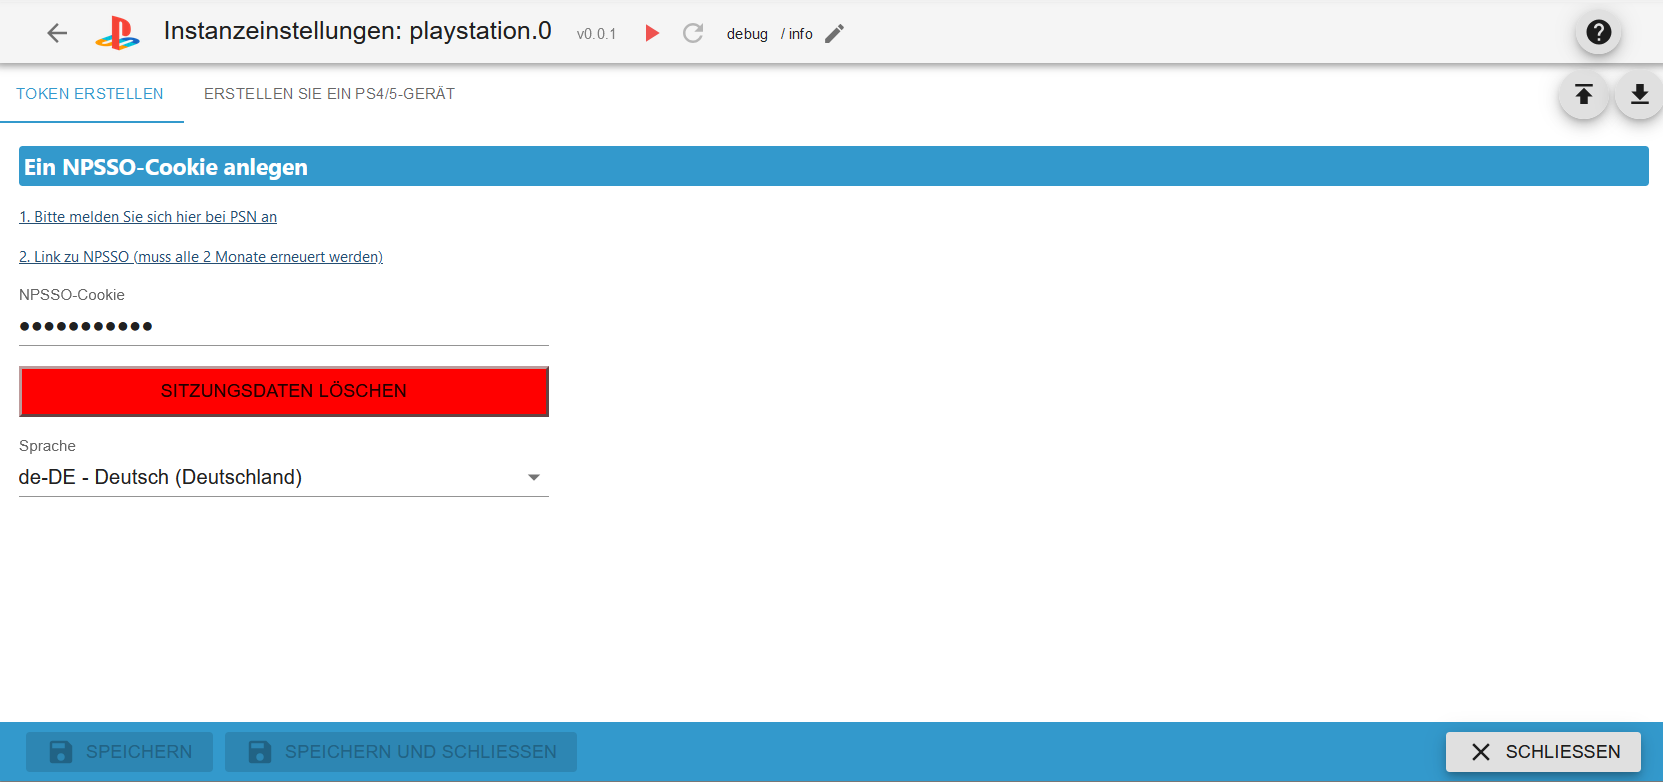 Instanzeinstellungen: playstation.0 v0.0.1 debug / info
TOKEN ERSTELLEN ERSTELLEN SIE EIN PS4/5-GERÄT
Ein NPSSO-Cookie anlegen
1. Bitte melden Sie sich hier bei PSN an
2. Link zu NPSSO (muss alle 2 Monate erneuert werden)
NPSSO-Cookie
●●●●●●●●●●●
SITZUNGSDATEN LÖSCHEN
Sprache
de-DE - Deutsch (Deutschland)
SPEICHERN SPEICHERN UND SCHLIESSEN SCHLIESSEN